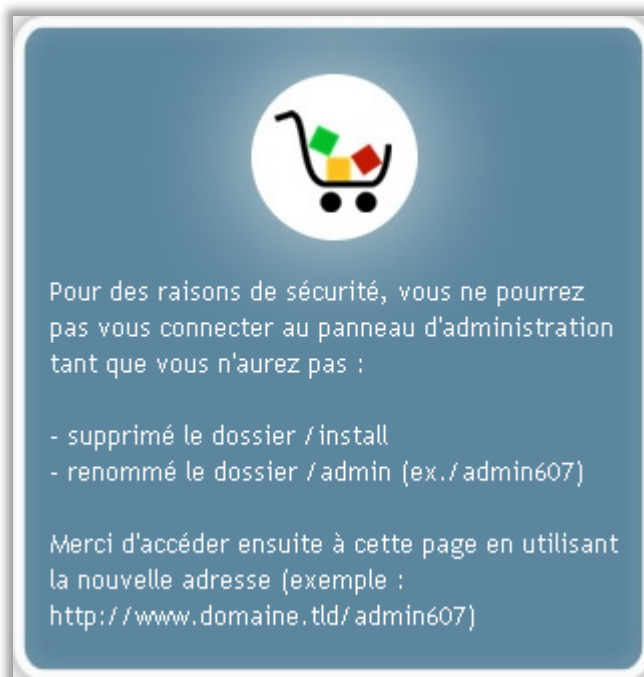 Pour des raisons de sécurité, vous ne pourrez
pas vous connecter au panneau d'administration
tant que vous n'aurez pas :
- supprimé le dossier /install
- renommé le dossier /admin (ex./admin607)
Merci d'accéder ensuite à cette page en utilisant
la nouvelle adresse (exemple :
http://www.domaine.tld/admin607)